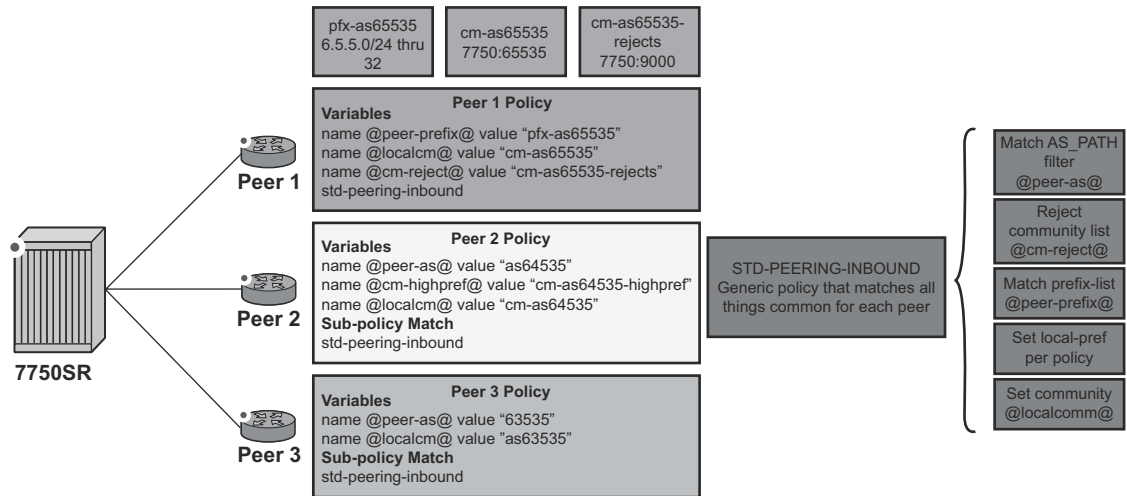 pfx-as65535
6.5.5.0/24 thru
32
cm-as65535
7750:65535
cm-as65535-
rejects
7750:9000
Peer 1 Policy
Variables
name @peer-prefix@ value “pfx-as65535”
name @localcm@ value “cm-as65535”
name @cm-reject@ value “cm-as65535-rejects”
std-peering-inbound
Peer 1
Peer 2 Policy
Variables
name @peer-as@ value “as64535”
name @cm-highpref@ value “cm-as64535-highpref”
name @localcm@ value “cm-as64535”
Sub-policy Match
std-peering-inbound
Peer 2
7750SR
Peer 3 Policy
Variables
name @peer-as@ value “63535”
name @localcm@ value ”as63535”
Sub-policy Match
std-peering-inbound
Peer 3
STD-PEERING-INBOUND
Generic policy that matches all
things common for each peer
Match AS_PATH
filter
@peer-as@
Reject
community list
@cm-reject@
Match prefix-list
@peer-prefix@
Set local-pref
per policy
Set community
@localcomm@